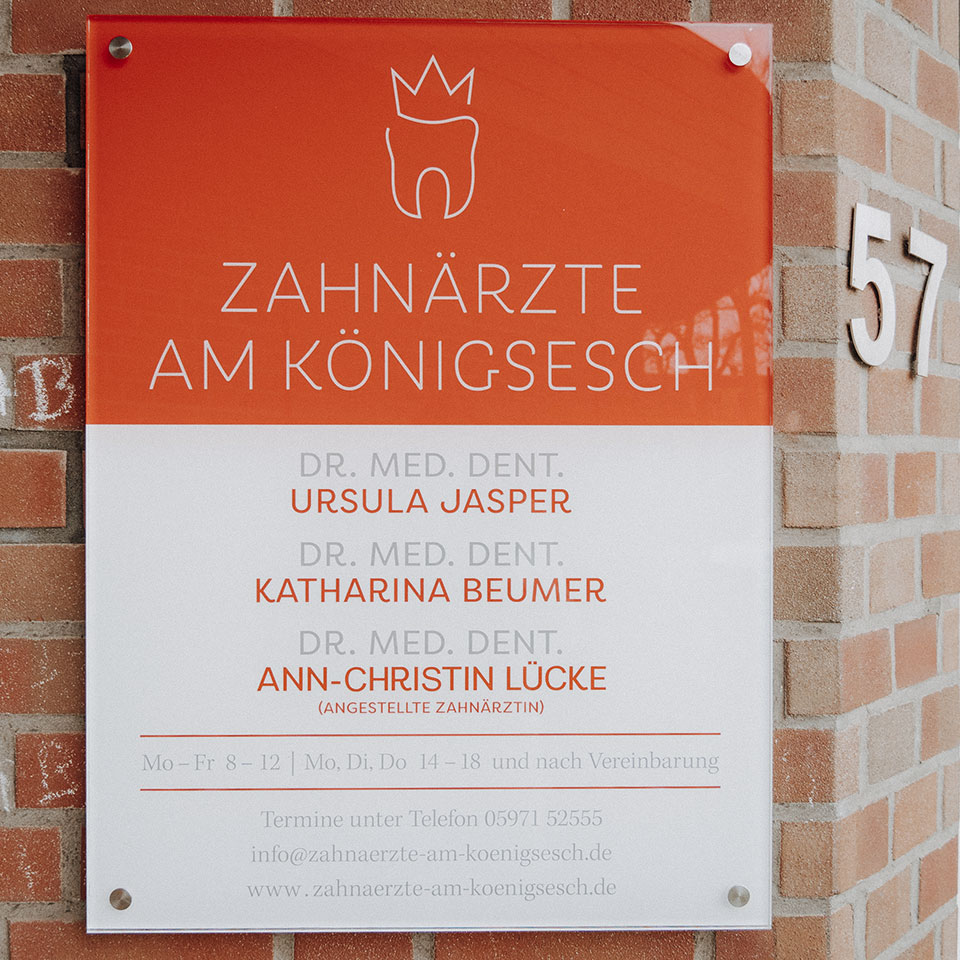 ZAHNÄRZTE
AM KÖNIGSESCH
57
B
DR. MED. DENT.
URSULA JASPER
DR. MED. DENT.
KATHARINA BEUMER
DR. MED. DENT.
ANN-CHRISTIN LÜCKE
(ANGESTELLTE ZAHNÄRZTIN)
Mo – Fr 8 – 12 | Mo, Di, Do 14 – 18 und nach Vereinbarung
Termine unter Telefon 05971 52555
info@zahnaerzte-am-koenigsesch.de
www.zahnaerzte-am-koenigsesch.de